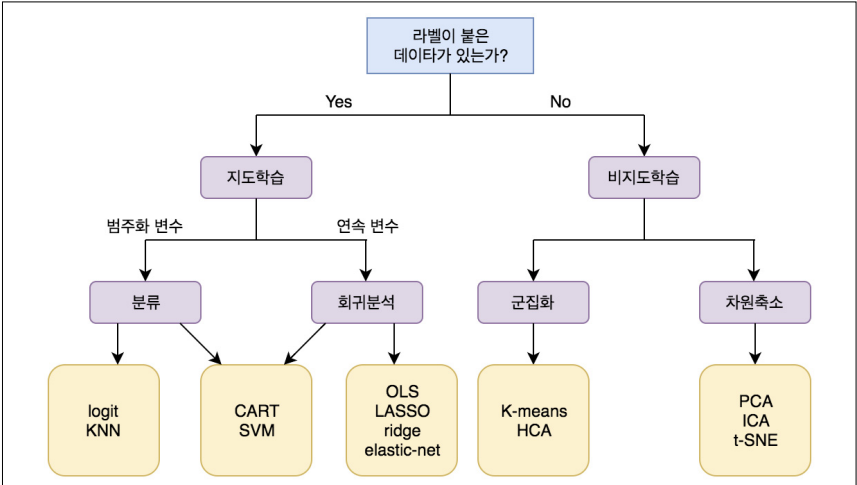 라벨이 붙은
데이타가 있는가?
Yes
No
지도학습
비지도학습
범주화 변수
연속 변수
분류
회귀분석
군집화
차원축소
logit
KNN
CART
SVM
OLS
LASSO
ridge
elastic-net
K-means
HCA
PCA
ICA
t-SNE